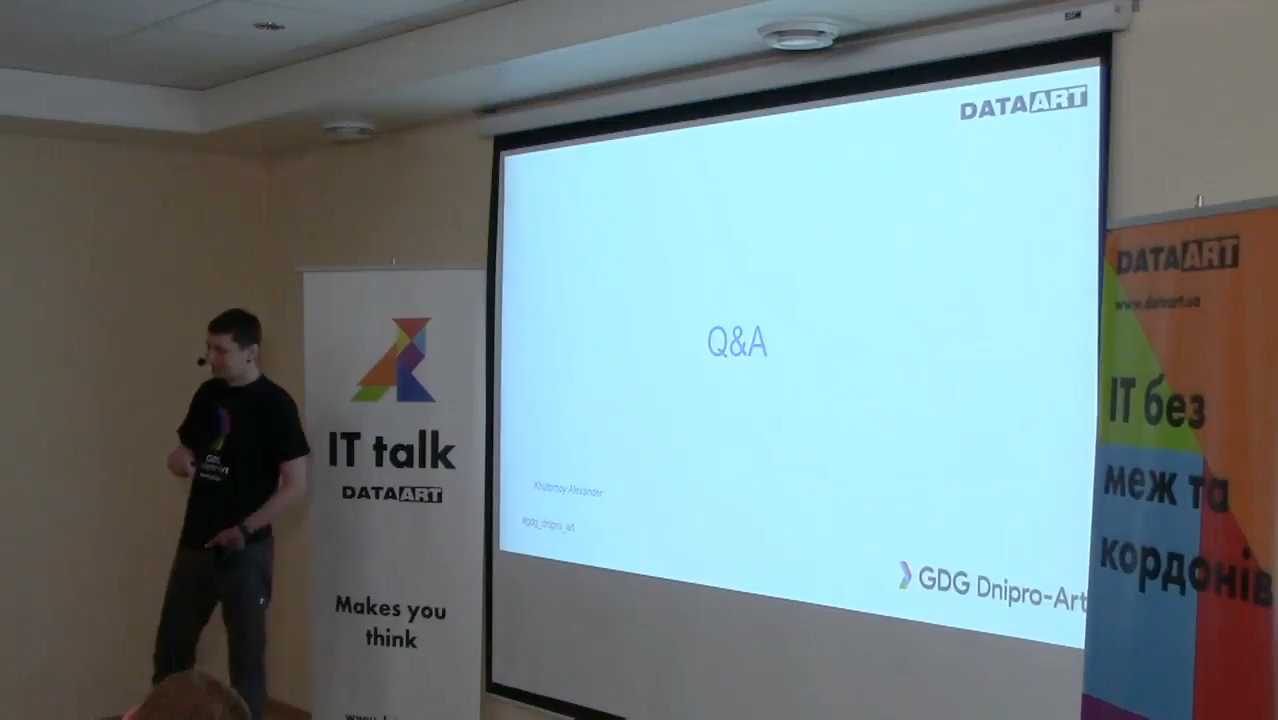 DATAART
Q&A
Khutornoy Alexander
#gdg_dnipro_art
GDG Dnipro-Art
IT talk
DATAART
Makes you
think
DATAART
www.dataart.ua
IT без
меж та
кордонів